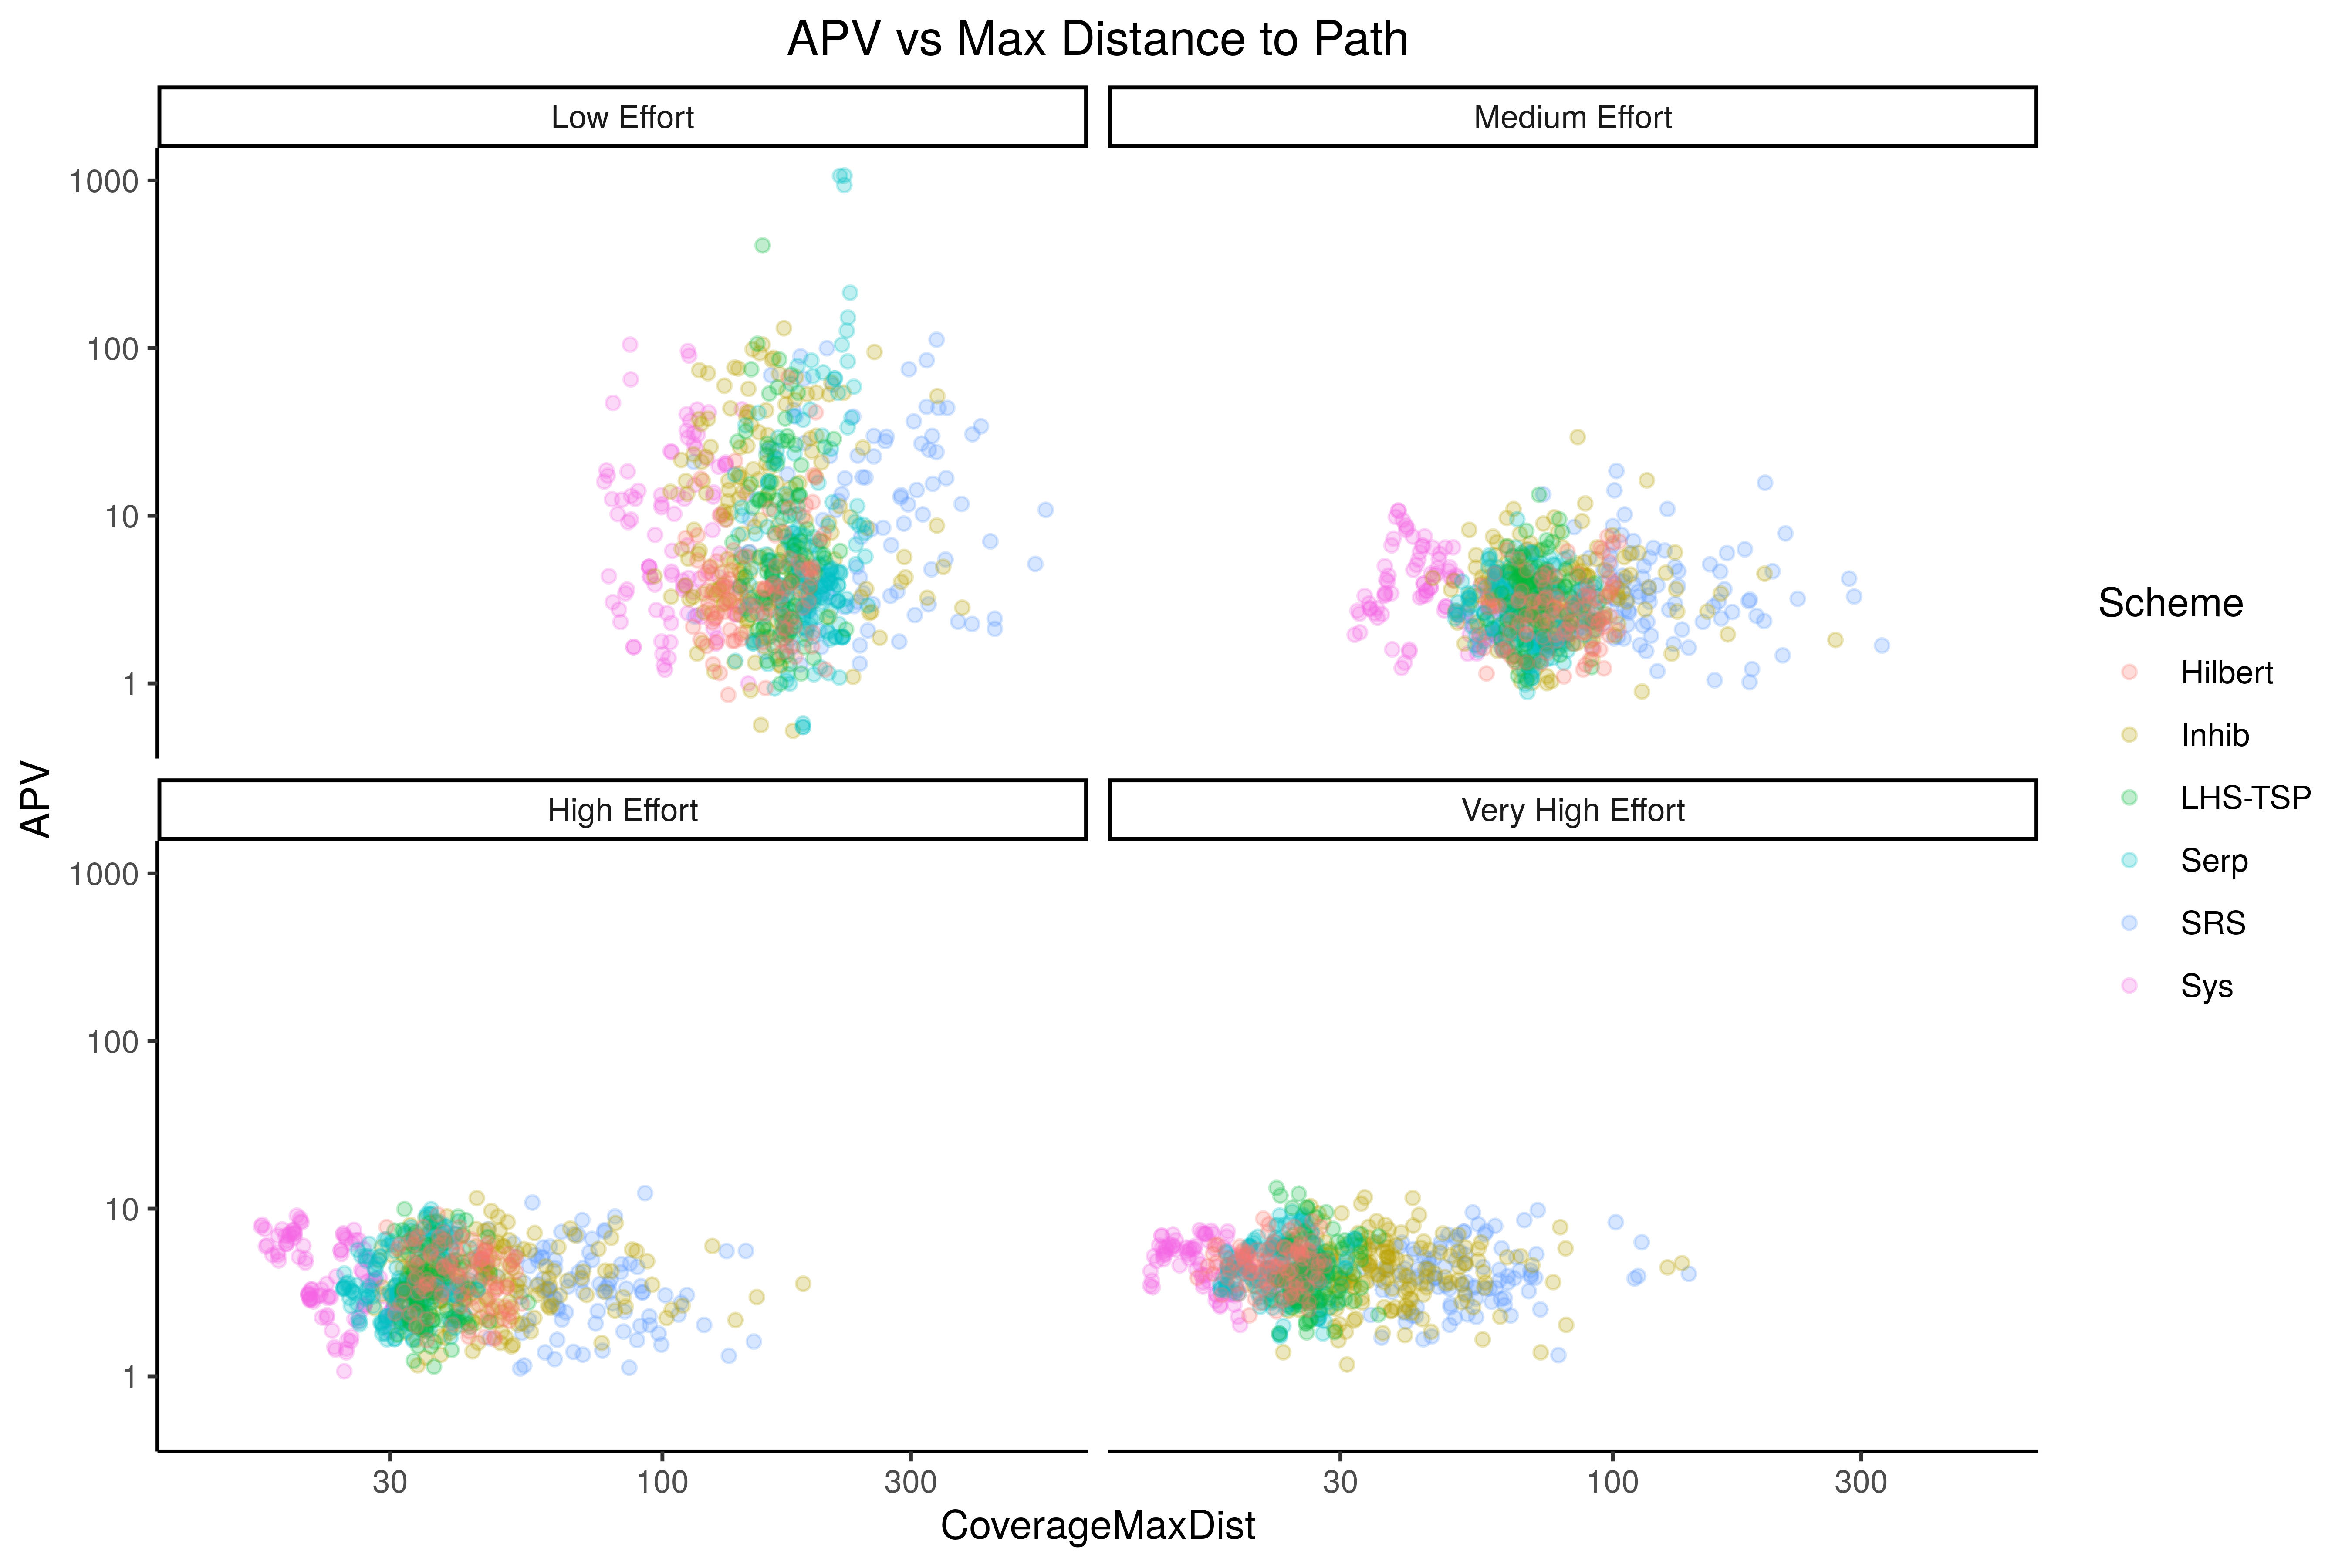 APV vs Max Distance to Path
Low Effort
Medium Effort
1000
100
10
1
APV
High Effort
Very High Effort
1000
100
10
1
30
100
300
30
100
300
CoverageMaxDist
Scheme
Hilbert
Inhib
LHS-TSP
Serp
SRS
Sys